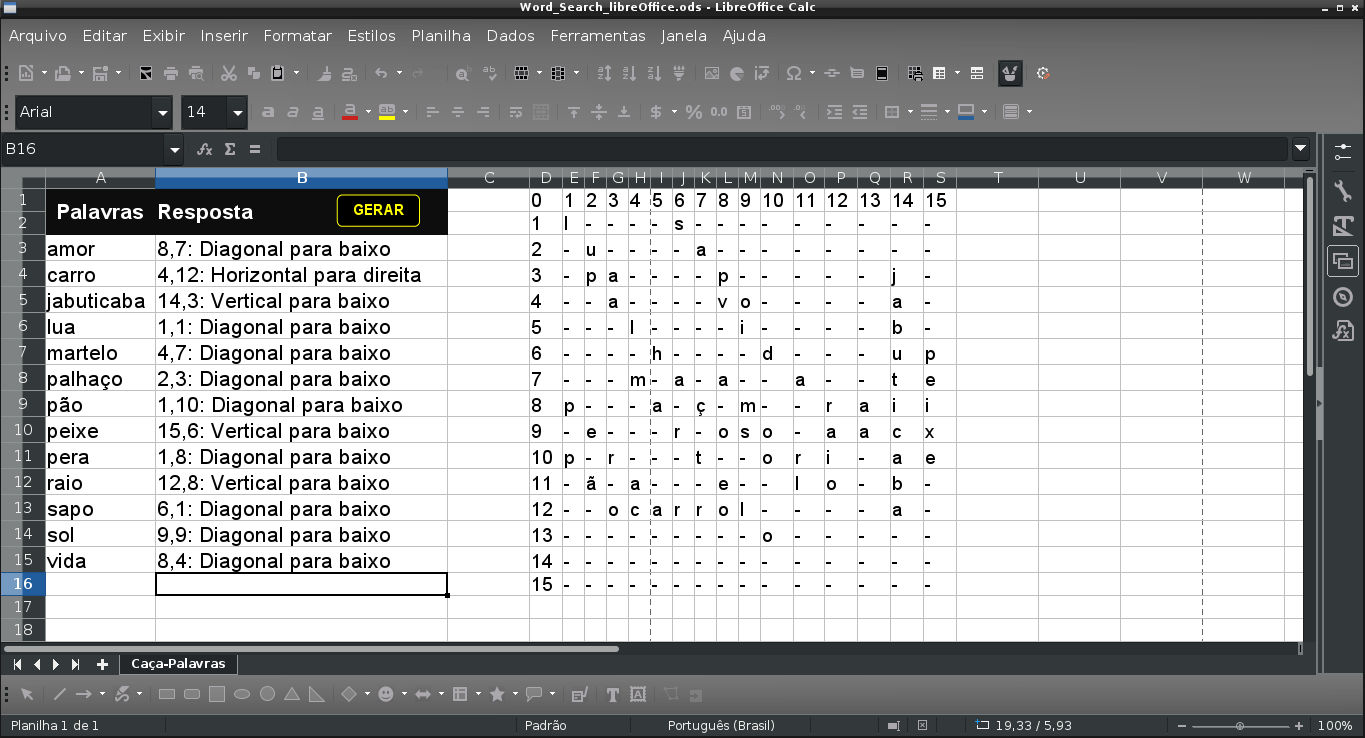 Word_Search_libreOffice.ods - LibreOffice Calc
Arquivo Editar Exibir Inserir Formatar Estilos Planilha Dados Ferramentas Janela Ajuda
Arial 14
B16
A B C D E F G H I J K L M N O P Q R S T U V W
1 Palavras Resposta GERAR 0 1 2 3 4 5 6 7 8 9 10 11 12 13 14 15
2 1 l - - - - s - - - - - - - - -
3 amor 8,7: Diagonal para baixo 2 - u - - - - a - - - - - - - -
4 carro 4,12: Horizontal para direita 3 - p a - - - - p - - - - - j -
5 jabuticaba 14,3: Vertical para baixo 4 - - a - - - - v o - - - - a -
6 lua 1,1: Diagonal para baixo 5 - - - l - - - - i - - - - b -
7 martelo 4,7: Diagonal para baixo 6 - - - - h - - - - d - - - u p
8 palhaço 2,3: Diagonal para baixo 7 - - - m - a - a - - a - - t e
9 pão 1,10: Diagonal para baixo 8 p - - - a - ç - m - - r a i i
10 peixe 15,6: Vertical para baixo 9 - e - - - r - o s o - a a c x
11 pera 1,8: Diagonal para baixo 10 p - r - - - t - - o r i - a e
12 raio 12,8: Vertical para baixo 11 - ã - a - - - e - - l o - b -
13 sapo 6,1: Diagonal para baixo 12 - - o c a r r o l - - - - a -
14 sol 9,9: Diagonal para baixo 13 - - - - - - - - - o - - - - -
15 vida 8,4: Diagonal para baixo 14 - - - - - - - - - - - - - - -
16 15 - - - - - - - - - - - - - - -
17
18
Caça-Palavras
Planilha 1 de 1 Padrão Português (Brasil) 19,33 / 5,93 100%